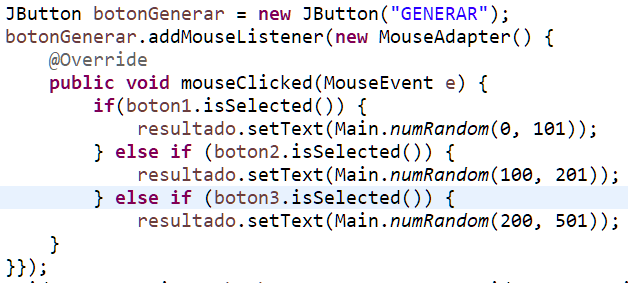 JButton botonGenerar = new JButton("GENERAR");
botonGenerar.addMouseListener(new MouseAdapter() {
    @Override
    public void mouseClicked(MouseEvent e) {
        if(boton1.isSelected()) {
            resultado.setText(Main.numRandom(0, 101));
        } else if (boton2.isSelected()) {
            resultado.setText(Main.numRandom(100, 201));
        } else if (boton3.isSelected()) {
            resultado.setText(Main.numRandom(200, 501));
    }
}});